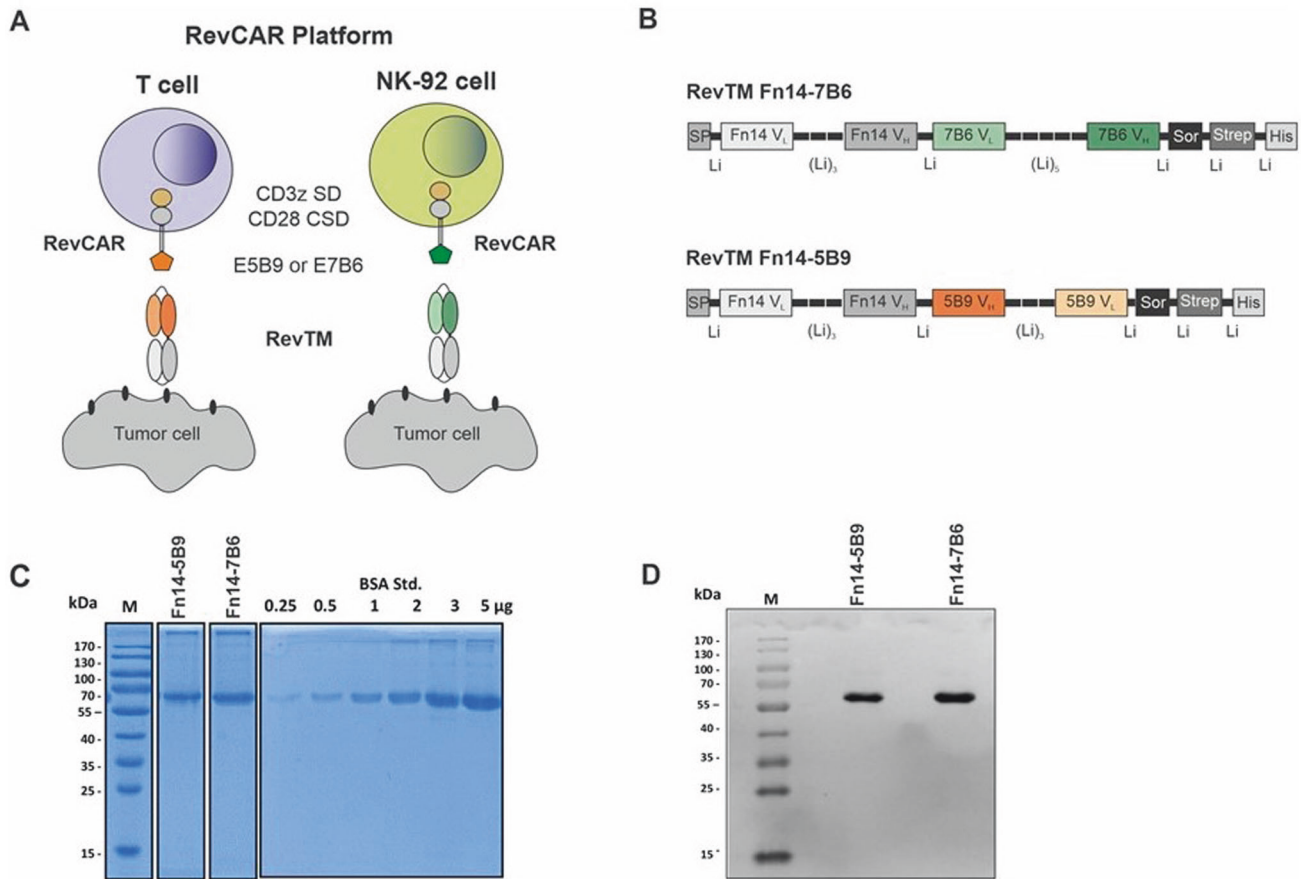 A
RevCAR Platform
T cell
NK-92 cell
CD3z SD
CD28 CSD
RevCAR
RevCAR
E5B9 or E7B6
RevTM
Tumor cell
Tumor cell
B
RevTM Fn14-7B6
SP Fn14 VL Fn14 VH 7B6 VL 7B6 VH Sor Strep His
Li (Li)3 Li (Li)5 Li Li Li
RevTM Fn14-5B9
SP Fn14 VL Fn14 VH 5B9 VH 5B9 VL Sor Strep His
Li (Li)3 Li (Li)3 Li Li Li
C
kDa
M
Fn14-5B9
Fn14-7B6
BSA Std.
0.25 0.5 1 2 3 5 µg
170 -
130 -
100 -
70 -
55 –
40 -
35 -
25 -
15 -
D
kDa
M
Fn14-5B9
Fn14-7B6
170 -
130 -
100 -
70 -
55 –
40 -
35 -
25 -
15 -